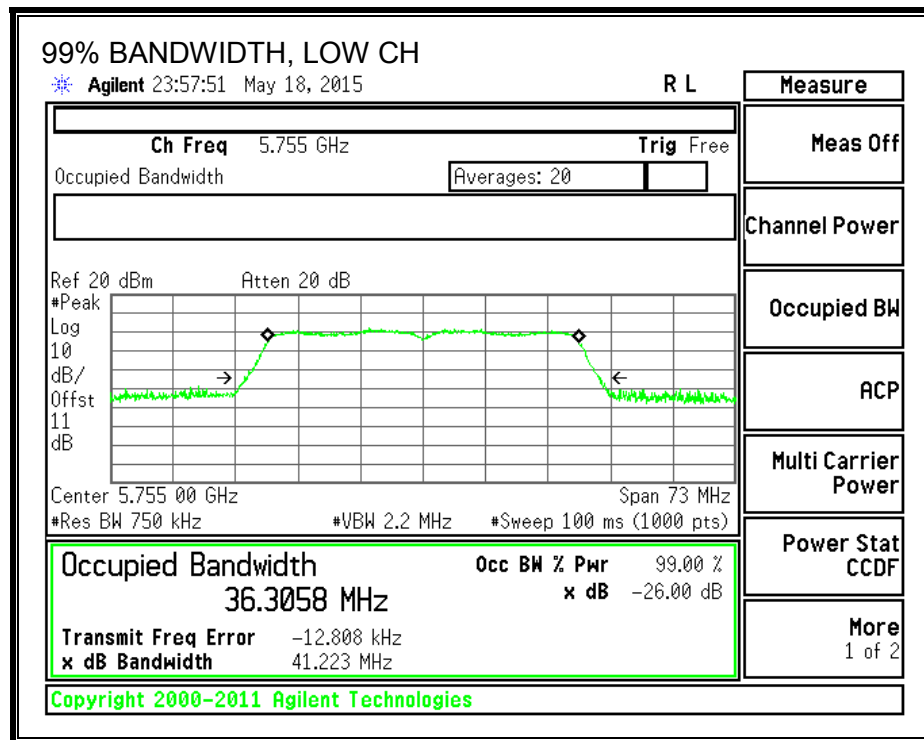 99% BANDWIDTH, LOW CH
Agilent 23:57:51 May 18, 2015 R L
Measure
Ch Freq 5.755 GHz Trig Free
Occupied Bandwidth Averages: 20
Ref 20 dBm Atten 20 dB
#Peak
Log
10
dB/
Offst
11
dB
Center 5.755 00 GHz Span 73 MHz
#Res BW 750 kHz #VBW 2.2 MHz #Sweep 100 ms (1000 pts)
Occupied Bandwidth
36.3058 MHz
Occ BW % Pwr 99.00 %
x dB -26.00 dB
Transmit Freq Error -12.808 kHz
x dB Bandwidth 41.223 MHz
Copyright 2000-2011 Agilent Technologies
Meas Off
Channel Power
Occupied BW
ACP
Multi Carrier
Power
Power Stat
CCDF
More
1 of 2